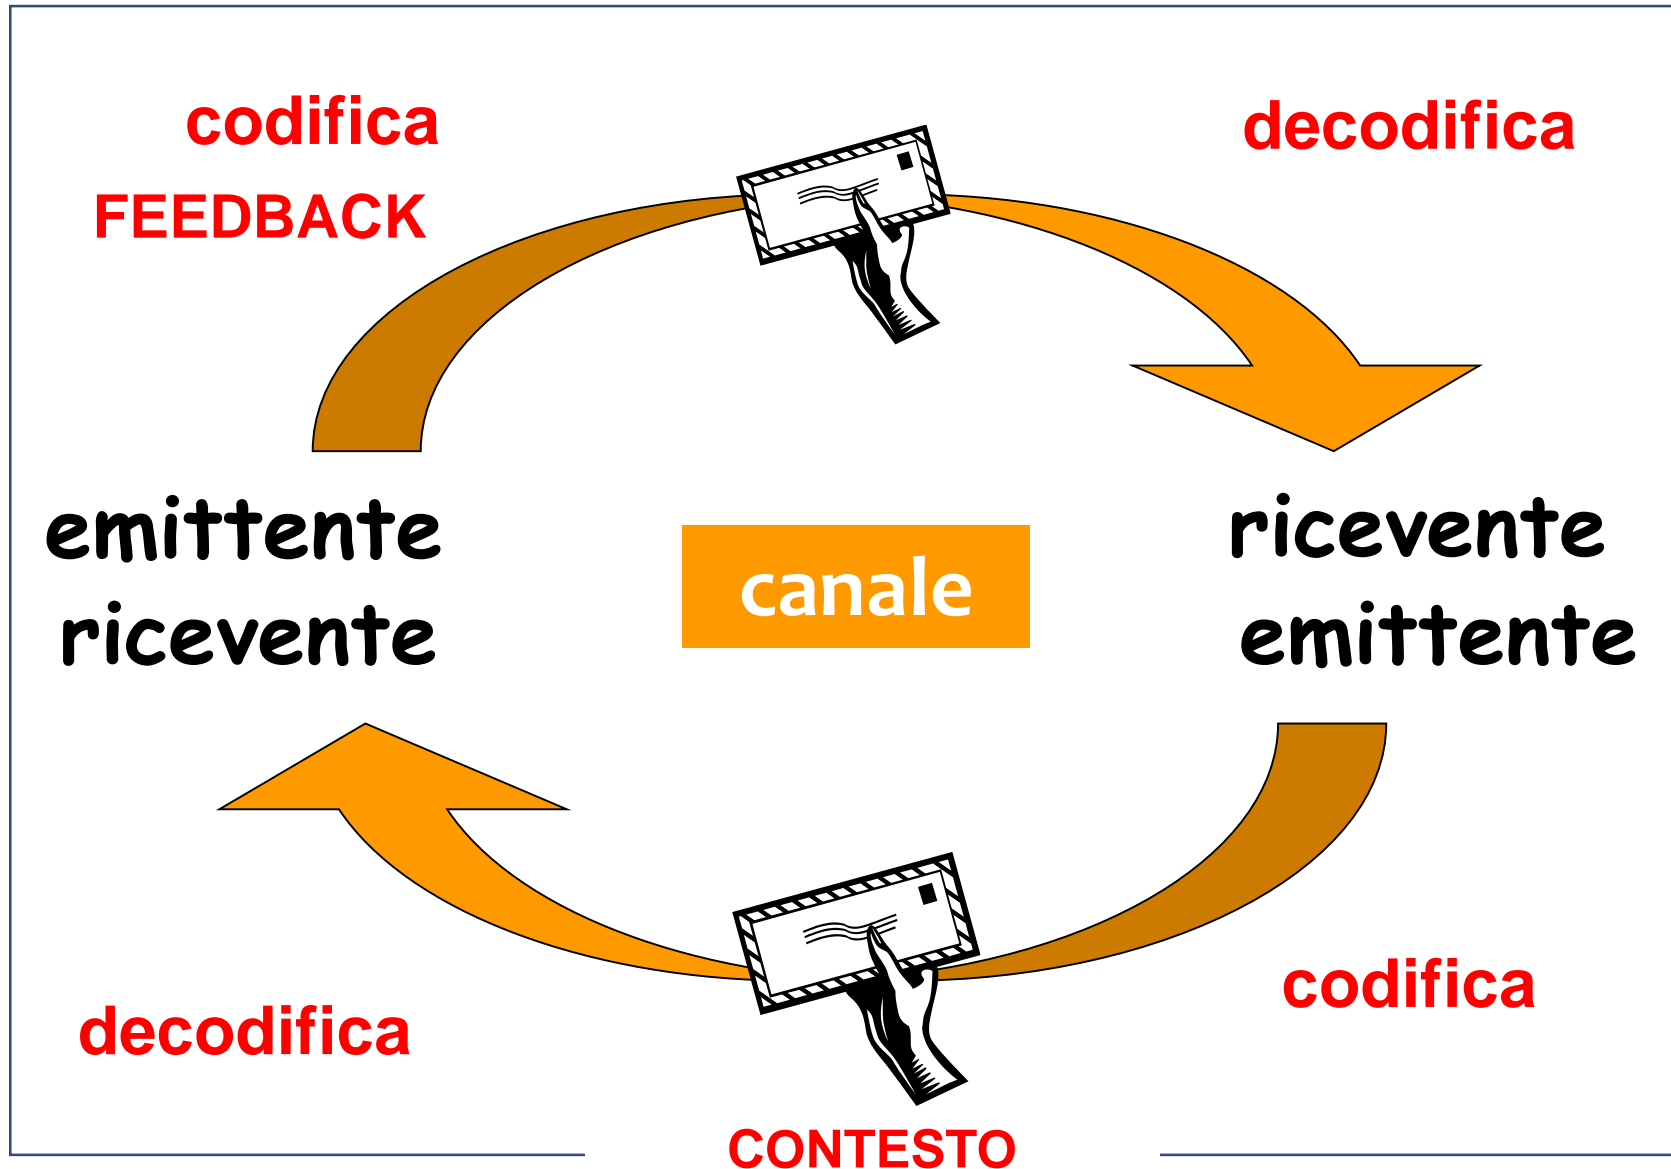 codifica
decodifica
FEEDBACK
emittente
ricevente
canale
ricevente
emittente
decodifica
codifica
CONTESTO